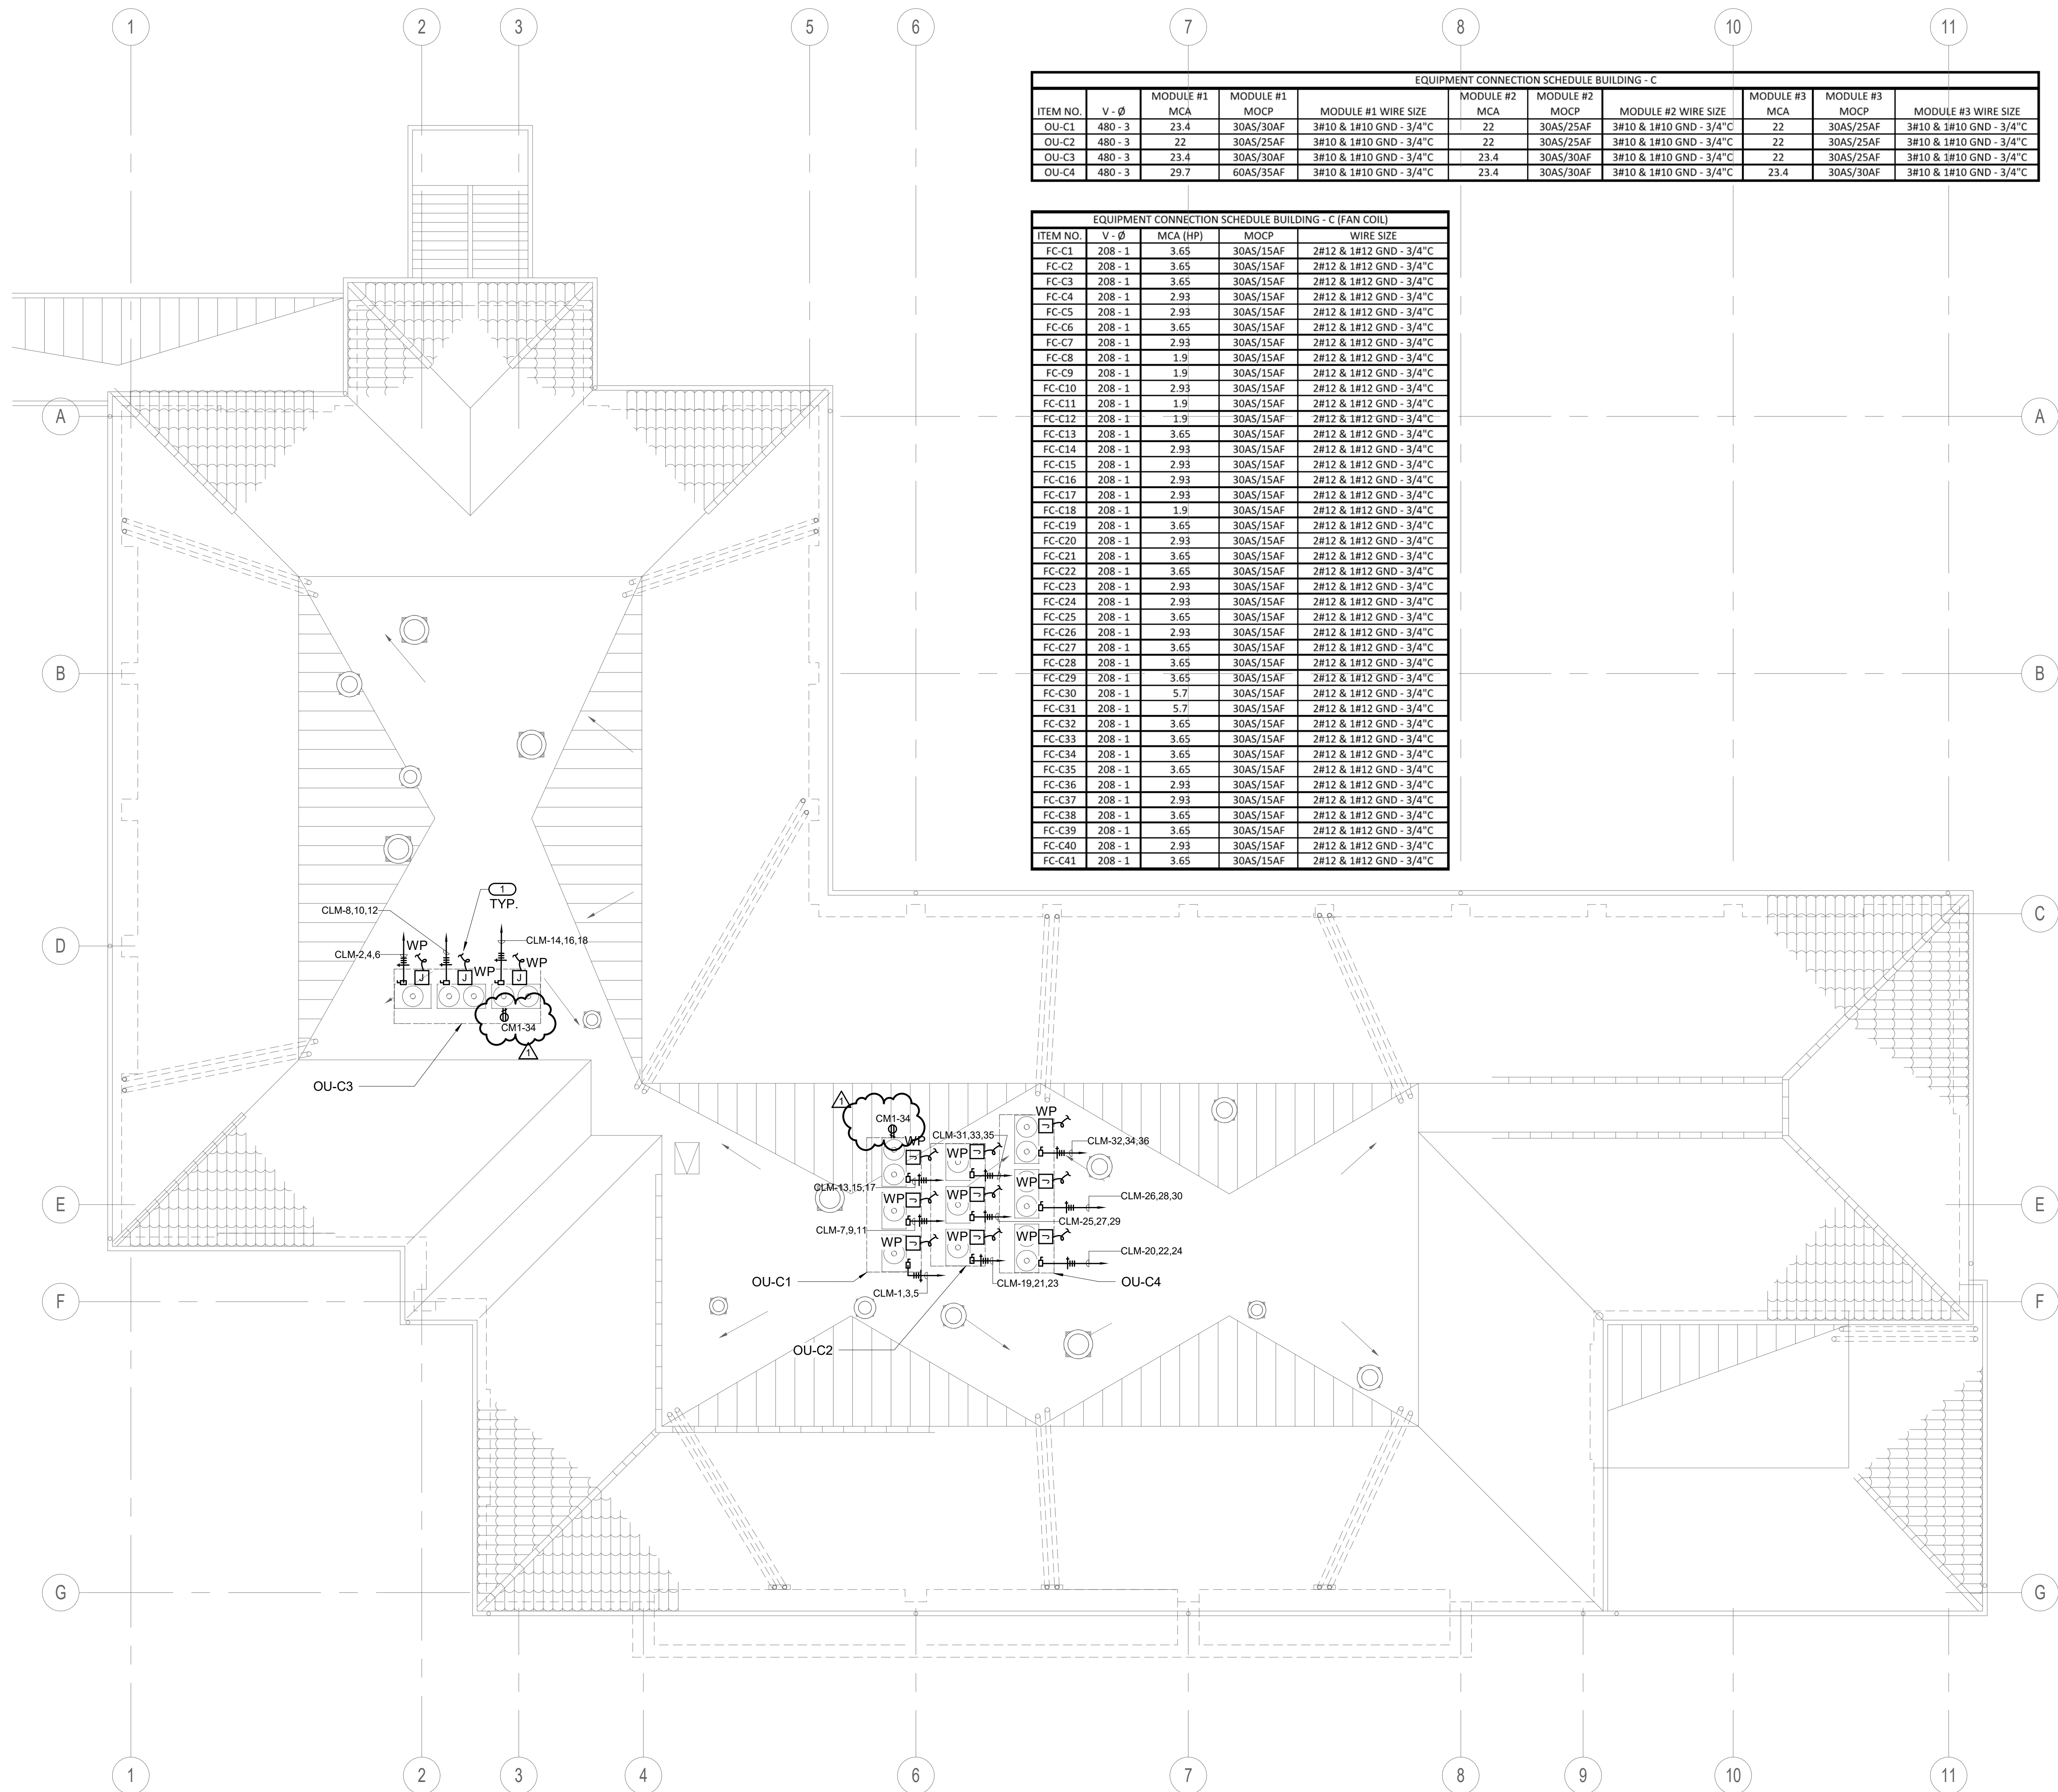 1 2 3 5 6 7 8 10 11
EQUIPMENT CONNECTION SCHEDULE BUILDING - C
ITEM NO. V - Ø MODULE #1 MCA MODULE #1 MOCP MODULE #1 WIRE SIZE MODULE #2 MCA MODULE #2 MOCP MODULE #2 WIRE SIZE MODULE #3 MCA MODULE #3 MOCP MODULE #3 WIRE SIZE
OU-C1 480 - 3 23.4 30AS/30AF 3#10 & 1#10 GND - 3/4"C 22 30AS/25AF 3#10 & 1#10 GND - 3/4"C 22 30AS/25AF 3#10 & 1#10 GND - 3/4"C
OU-C2 480 - 3 22 30AS/25AF 3#10 & 1#10 GND - 3/4"C 22 30AS/25AF 3#10 & 1#10 GND - 3/4"C 22 30AS/25AF 3#10 & 1#10 GND - 3/4"C
OU-C3 480 - 3 23.4 30AS/30AF 3#10 & 1#10 GND - 3/4"C 23.4 30AS/30AF 3#10 & 1#10 GND - 3/4"C 22 30AS/25AF 3#10 & 1#10 GND - 3/4"C
OU-C4 480 - 3 29.7 60AS/35AF 3#10 & 1#10 GND - 3/4"C 23.4 30AS/30AF 3#10 & 1#10 GND - 3/4"C 23.4 30AS/30AF 3#10 & 1#10 GND - 3/4"C
EQUIPMENT CONNECTION SCHEDULE BUILDING - C (FAN COIL)
ITEM NO. V - Ø MCA (HP) MOCP WIRE SIZE
FC-C1 208 - 1 3.65 30AS/15AF 2#12 & 1#12 GND - 3/4"C
FC-C2 208 - 1 3.65 30AS/15AF 2#12 & 1#12 GND - 3/4"C
FC-C3 208 - 1 3.65 30AS/15AF 2#12 & 1#12 GND - 3/4"C
FC-C4 208 - 1 2.93 30AS/15AF 2#12 & 1#12 GND - 3/4"C
FC-C5 208 - 1 2.93 30AS/15AF 2#12 & 1#12 GND - 3/4"C
FC-C6 208 - 1 3.65 30AS/15AF 2#12 & 1#12 GND - 3/4"C
FC-C7 208 - 1 2.93 30AS/15AF 2#12 & 1#12 GND - 3/4"C
FC-C8 208 - 1 1.9 30AS/15AF 2#12 & 1#12 GND - 3/4"C
FC-C9 208 - 1 1.9 30AS/15AF 2#12 & 1#12 GND - 3/4"C
FC-C10 208 - 1 2.93 30AS/15AF 2#12 & 1#12 GND - 3/4"C
FC-C11 208 - 1 1.9 30AS/15AF 2#12 & 1#12 GND - 3/4"C
FC-C12 208 - 1 1.9 30AS/15AF 2#12 & 1#12 GND - 3/4"C
FC-C13 208 - 1 3.65 30AS/15AF 2#12 & 1#12 GND - 3/4"C
FC-C14 208 - 1 2.93 30AS/15AF 2#12 & 1#12 GND - 3/4"C
FC-C15 208 - 1 2.93 30AS/15AF 2#12 & 1#12 GND - 3/4"C
FC-C16 208 - 1 2.93 30AS/15AF 2#12 & 1#12 GND - 3/4"C
FC-C17 208 - 1 2.93 30AS/15AF 2#12 & 1#12 GND - 3/4"C
FC-C18 208 - 1 1.9 30AS/15AF 2#12 & 1#12 GND - 3/4"C
FC-C19 208 - 1 3.65 30AS/15AF 2#12 & 1#12 GND - 3/4"C
FC-C20 208 - 1 2.93 30AS/15AF 2#12 & 1#12 GND - 3/4"C
FC-C21 208 - 1 3.65 30AS/15AF 2#12 & 1#12 GND - 3/4"C
FC-C22 208 - 1 3.65 30AS/15AF 2#12 & 1#12 GND - 3/4"C
FC-C23 208 - 1 2.93 30AS/15AF 2#12 & 1#12 GND - 3/4"C
FC-C24 208 - 1 2.93 30AS/15AF 2#12 & 1#12 GND - 3/4"C
FC-C25 208 - 1 3.65 30AS/15AF 2#12 & 1#12 GND - 3/4"C
FC-C26 208 - 1 2.93 30AS/15AF 2#12 & 1#12 GND - 3/4"C
FC-C27 208 - 1 3.65 30AS/15AF 2#12 & 1#12 GND - 3/4"C
FC-C28 208 - 1 3.65 30AS/15AF 2#12 & 1#12 GND - 3/4"C
FC-C29 208 - 1 3.65 30AS/15AF 2#12 & 1#12 GND - 3/4"C
FC-C30 208 - 1 5.7 30AS/15AF 2#12 & 1#12 GND - 3/4"C
FC-C31 208 - 1 5.7 30AS/15AF 2#12 & 1#12 GND - 3/4"C
FC-C32 208 - 1 3.65 30AS/15AF 2#12 & 1#12 GND - 3/4"C
FC-C33 208 - 1 3.65 30AS/15AF 2#12 & 1#12 GND - 3/4"C
FC-C34 208 - 1 3.65 30AS/15AF 2#12 & 1#12 GND - 3/4"C
FC-C35 208 - 1 3.65 30AS/15AF 2#12 & 1#12 GND - 3/4"C
FC-C36 208 - 1 2.93 30AS/15AF 2#12 & 1#12 GND - 3/4"C
FC-C37 208 - 1 2.93 30AS/15AF 2#12 & 1#12 GND - 3/4"C
FC-C38 208 - 1 3.65 30AS/15AF 2#12 & 1#12 GND - 3/4"C
FC-C39 208 - 1 3.65 30AS/15AF 2#12 & 1#12 GND - 3/4"C
FC-C40 208 - 1 2.93 30AS/15AF 2#12 & 1#12 GND - 3/4"C
FC-C41 208 - 1 3.65 30AS/15AF 2#12 & 1#12 GND - 3/4"C
A A
B B
1
TYP.
CLM-8,10,12
C
D
CLM-14,16,18
WP
CLM-2,4,6
WP WP
J J J
CM1-34
1
OU-C3
1
CM1-34
WP
CLM-31,33,35
CLM-32,34,36
WP WP
J J J
WP
CLM-13,15,17
CLM-26,28,30
WP WP
J J J
E E
CLM-25,27,29
CLM-7,9,11
WP WP WP
J J J
CLM-20,22,24
OU-C1
CLM-19,21,23
OU-C4
CLM-1,3,5
F F
OU-C2
G G
1 2 3 4 6 7 8 9 10 11